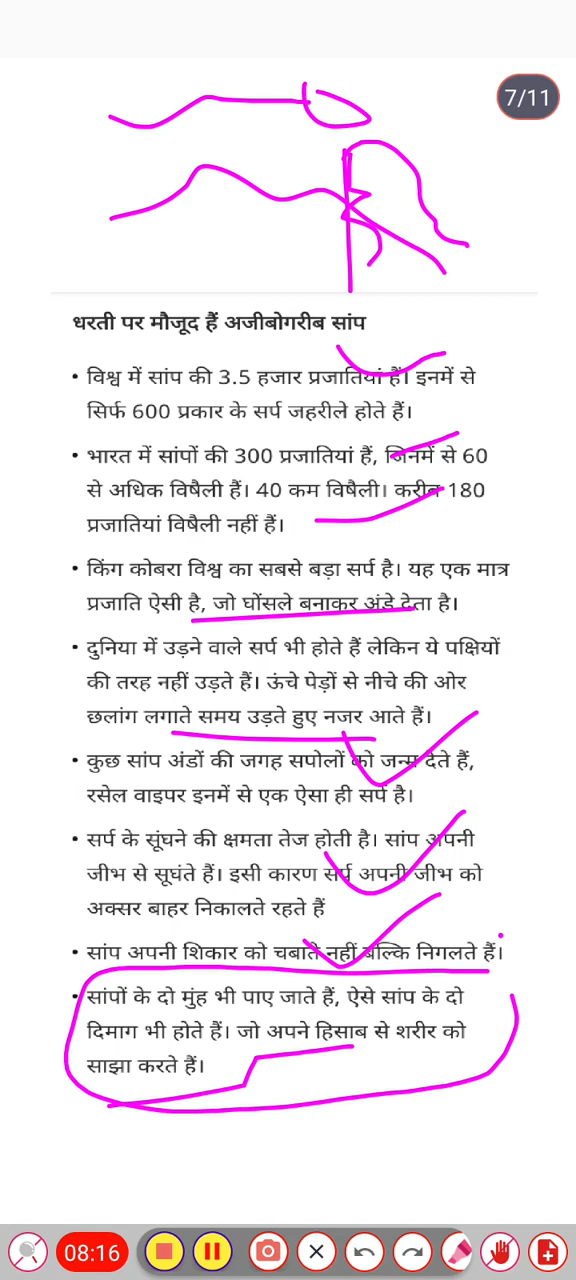 7/11
धरती पर मौजूद हैं अजीबोगरीब सांप
• विश्व में सांप की 3.5 हजार प्रजातियां हैं। इनमें से
सिर्फ 600 प्रकार के सर्प जहरीले होते हैं।
• भारत में सांपों की 300 प्रजातियां हैं, जिनमें से 60
से अधिक विषैली हैं। 40 कम विषैली। करीब 180
प्रजातियां विषैली नहीं हैं।
• किंग कोबरा विश्व का सबसे बड़ा सर्प है। यह एक मात्र
प्रजाति ऐसी है, जो घोंसले बनाकर अंडे देता है।
• दुनिया में उड़ने वाले सर्प भी होते हैं लेकिन ये पक्षियों
की तरह नहीं उड़ते हैं। ऊंचे पेड़ों से नीचे की ओर
छलांग लगाते समय उड़ते हुए नजर आते हैं।
• कुछ सांप अंडों की जगह सपोलों को जन्म देते हैं,
रसेल वाइपर इनमें से एक ऐसा ही सर्प है।
• सर्प के सूंघने की क्षमता तेज होती है। सांप अपनी
जीभ से सूघंते हैं। इसी कारण सर्प अपनी जीभ को
अक्सर बाहर निकालते रहते हैं
• सांप अपनी शिकार को चबाते नहीं बल्कि निगलते हैं।
• सांपों के दो मुंह भी पाए जाते हैं, ऐसे सांप के दो
दिमाग भी होते हैं। जो अपने हिसाब से शरीर को
साझा करते हैं।
08:16